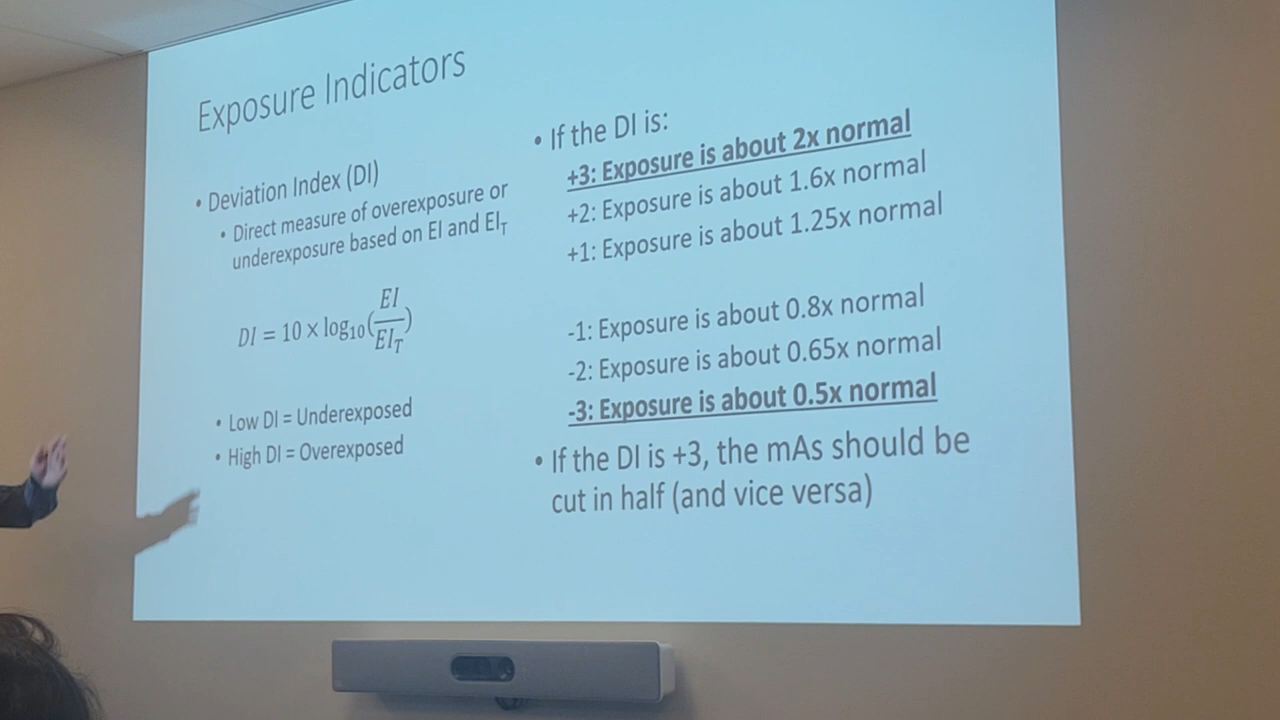 Exposure Indicators
• Deviation Index (DI)
• Direct measure of overexposure or
underexposure based on EI and EI_T
DI = 10 × log₁₀(EI/EI_T)
• Low DI = Underexposed
• High DI = Overexposed
• If the DI is:
+3: Exposure is about 2x normal
+2: Exposure is about 1.6x normal
+1: Exposure is about 1.25x normal
-1: Exposure is about 0.8x normal
-2: Exposure is about 0.65x normal
-3: Exposure is about 0.5x normal
• If the DI is +3, the mAs should be
cut in half (and vice versa)